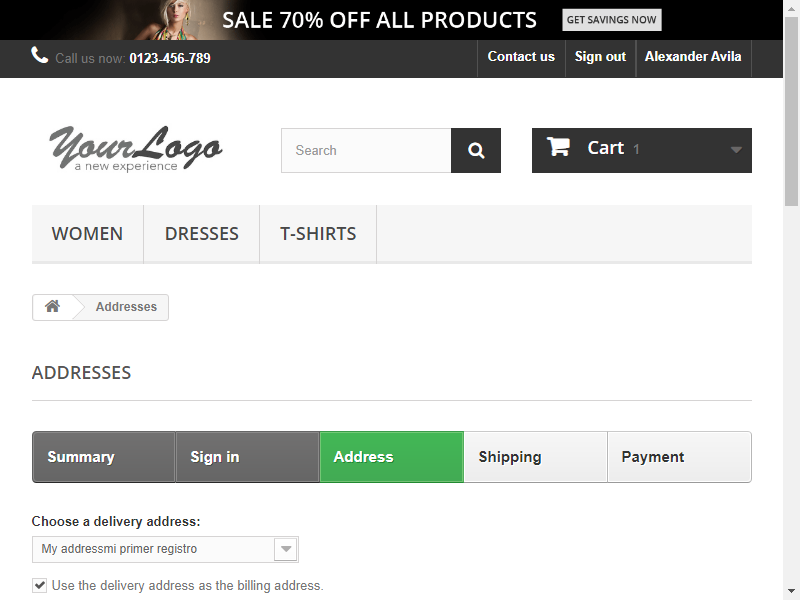 SALE 70% OFF ALL PRODUCTS GET SAVINGS NOW
Call us now: 0123-456-789 Contact us Sign out Alexander Avila
YourLogo
a new experience
Search
Cart 1
WOMEN DRESSES T-SHIRTS
Addresses
ADDRESSES
Summary Sign in Address Shipping Payment
Choose a delivery address:
My addressmi primer registro
Use the delivery address as the billing address.